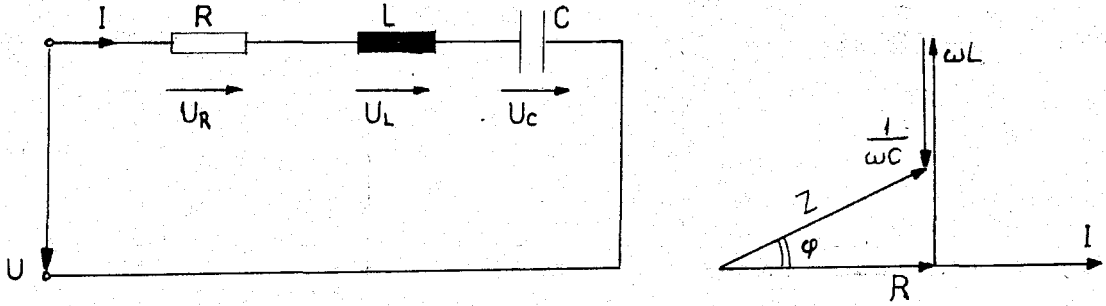 I R L C
U_R U_L U_C
U
ωL
1/ωC
Z
φ
R
I